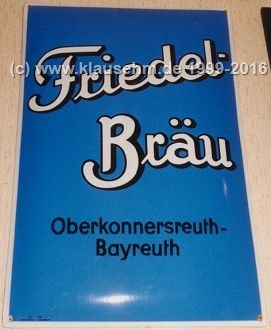 (c) www.klausehm.de 1999-2016
Friedel-
Bräu
Oberkonnersreuth-
Bayreuth